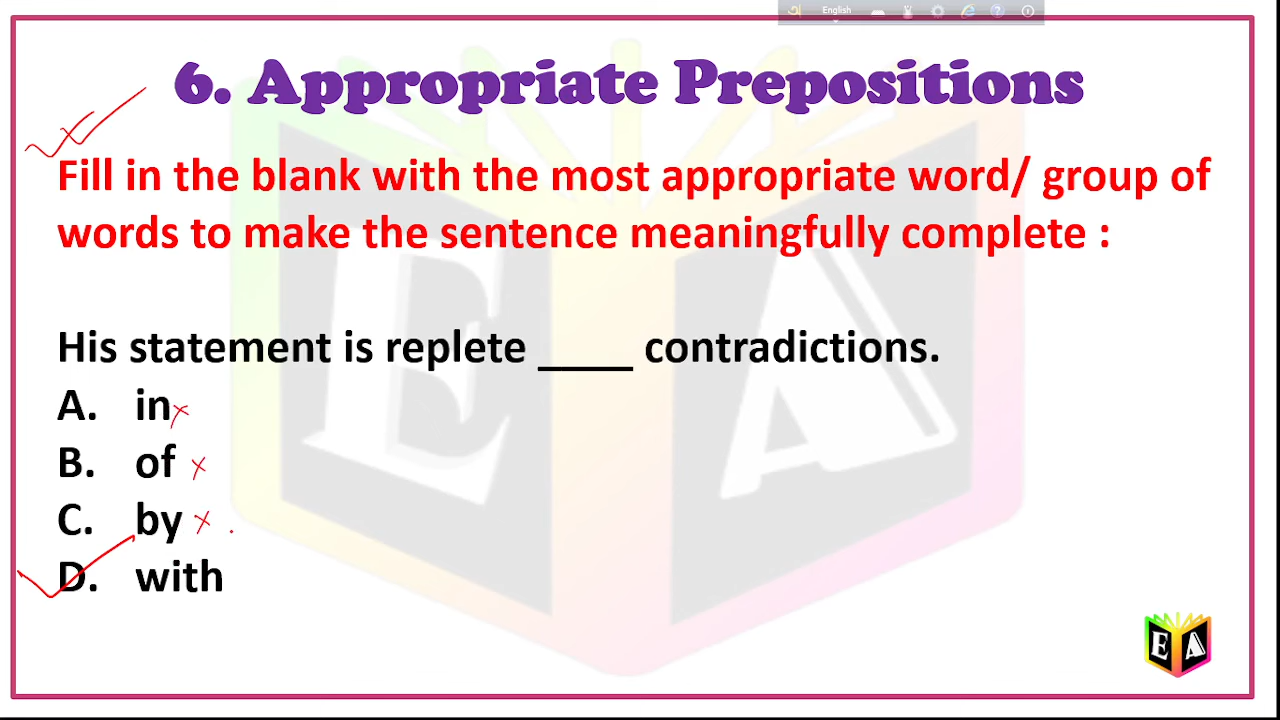 English
6. Appropriate Prepositions
Fill in the blank with the most appropriate word/ group of
words to make the sentence meaningfully complete :
His statement is replete ____ contradictions.
A. in
B. of
C. by
D. with
E A
E A